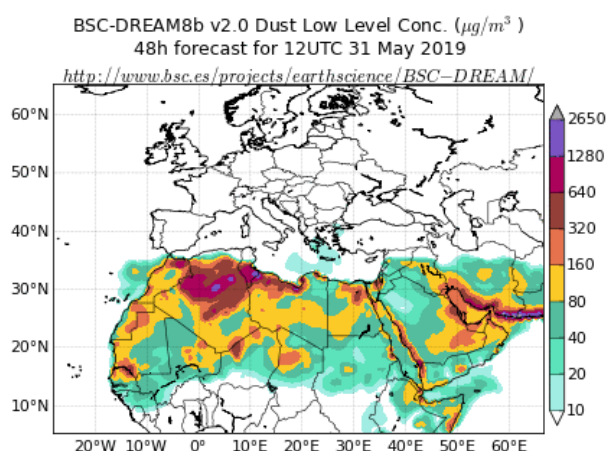 BSC-DREAM8b v2.0 Dust Low Level Conc. (μg/m³ )
48h forecast for 12UTC 31 May 2019
http://www.bsc.es/projects/earthscience/BSC−DREAM/
60°N
50°N
40°N
30°N
20°N
10°N
20°W
10°W
0°
10°E
20°E
30°E
40°E
50°E
60°E
2650
1280
640
320
160
80
40
20
10